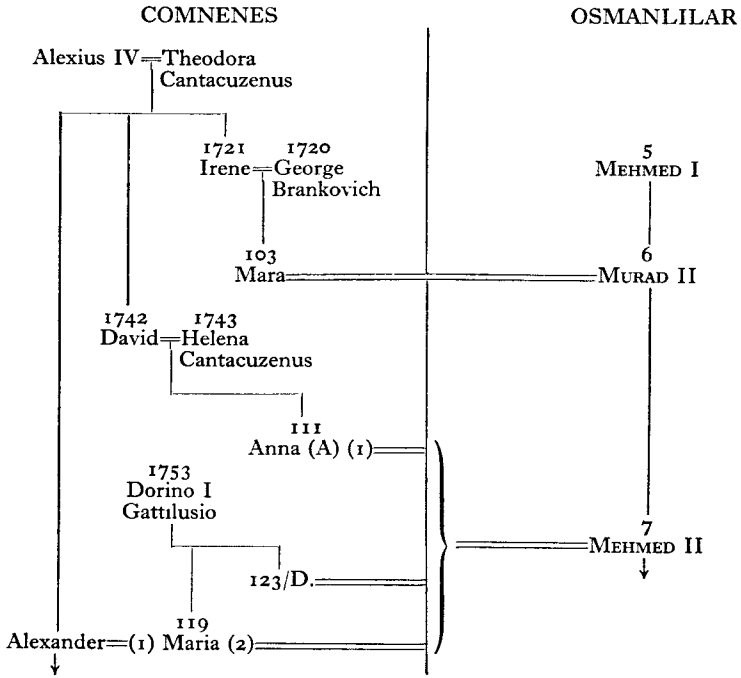 COMNENES OSMANLILAR
Alexius IV Theodora
Cantacuzenus
1721 1720 5
Irene George MEHMED I
Brankovich
103 6
Mara MURAD II
1742 1743
David Helena
Cantacuzenus
111
Anna (A) (1)
1753
Dorino I
Gattilusio 7
MEHMED II
123/D.
119
Alexander (1) Maria (2)